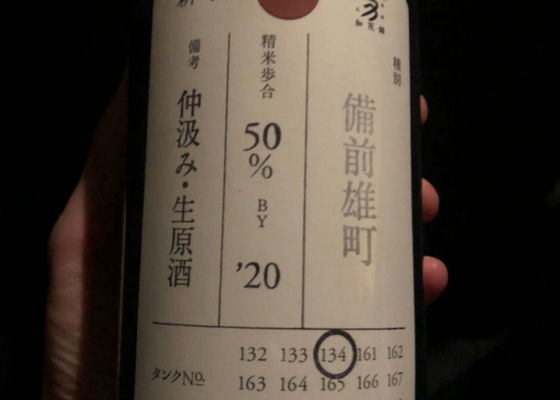 種別
備前雄町
精米歩合
50%
BY
'20
備考
仲汲み・生原酒
タンクNo.
132 133 134 161 162
163 164 165 166 167